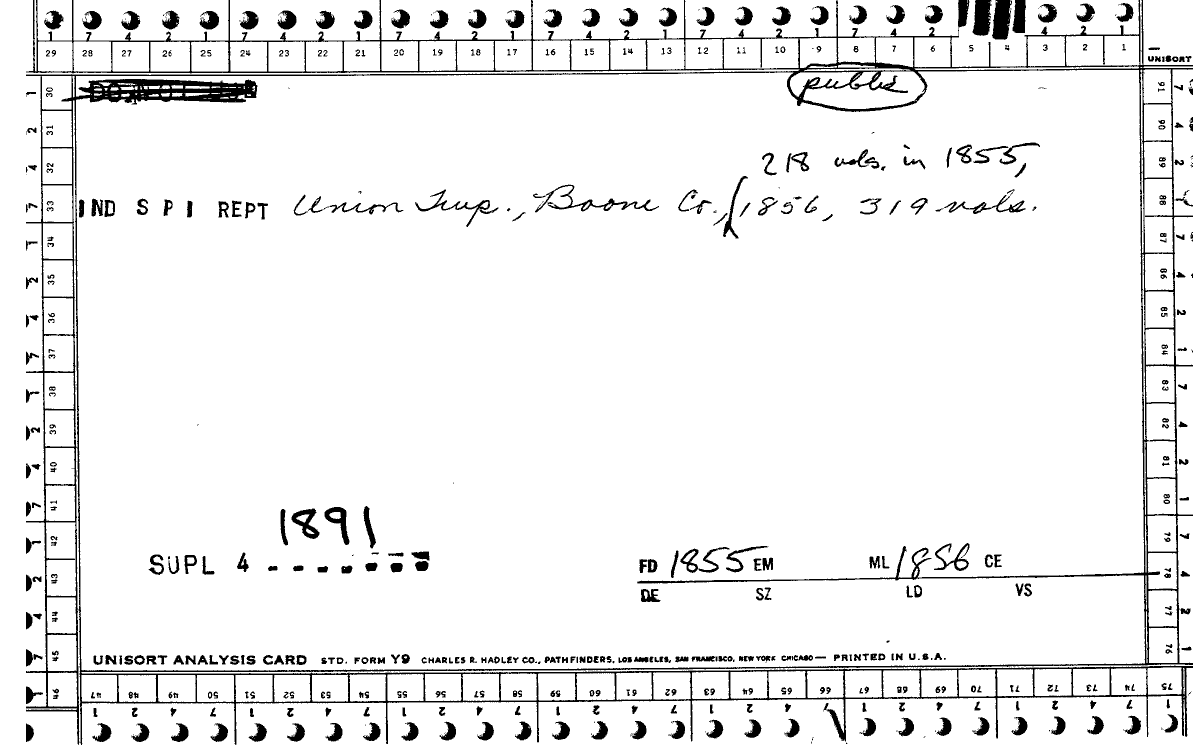 1 7 4 2 1 7 4 2 1 7 4 2 1 7 4 2 1 7 4 2 1 7 4 2 4 2 1
29 28 27 26 25 24 23 22 21 20 19 18 17 16 15 14 13 12 11 10 9 8 7 6 5 4 3 2 1
UNISORT
public
218 vols. in 1855,
IND S P I REPT Union Twp., Boone Co., 1856, 319 vols.
1891
SUPL 4
FD 1855 EM ML 1856 CE
DE SZ LD VS
UNISORT ANALYSIS CARD STD. FORM Y9 CHARLES R. HADLEY CO., PATHFINDERS, LOS ANGELES, SAN FRANCISCO, NEW YORK CHICAGO — PRINTED IN U.S.A.
30 31 32 33 34 35 36 37 38 39 40 41 42 43 44 45 46
91 90 89 88 87 86 85 84 83 82 81 80 79 78 77 76 75
47 48 49 50 51 52 53 54 55 56 57 58 59 60 61 62 63 64 65 66 67 68 69 70 71 72 73 74